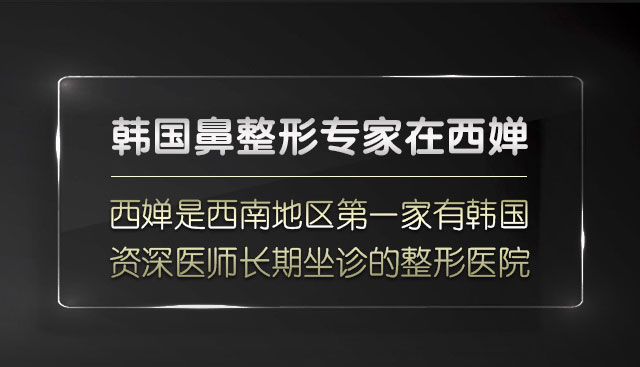 韩国鼻整形专家在西婵
西婵是西南地区第一家有韩国
资深医师长期坐诊的整形医院